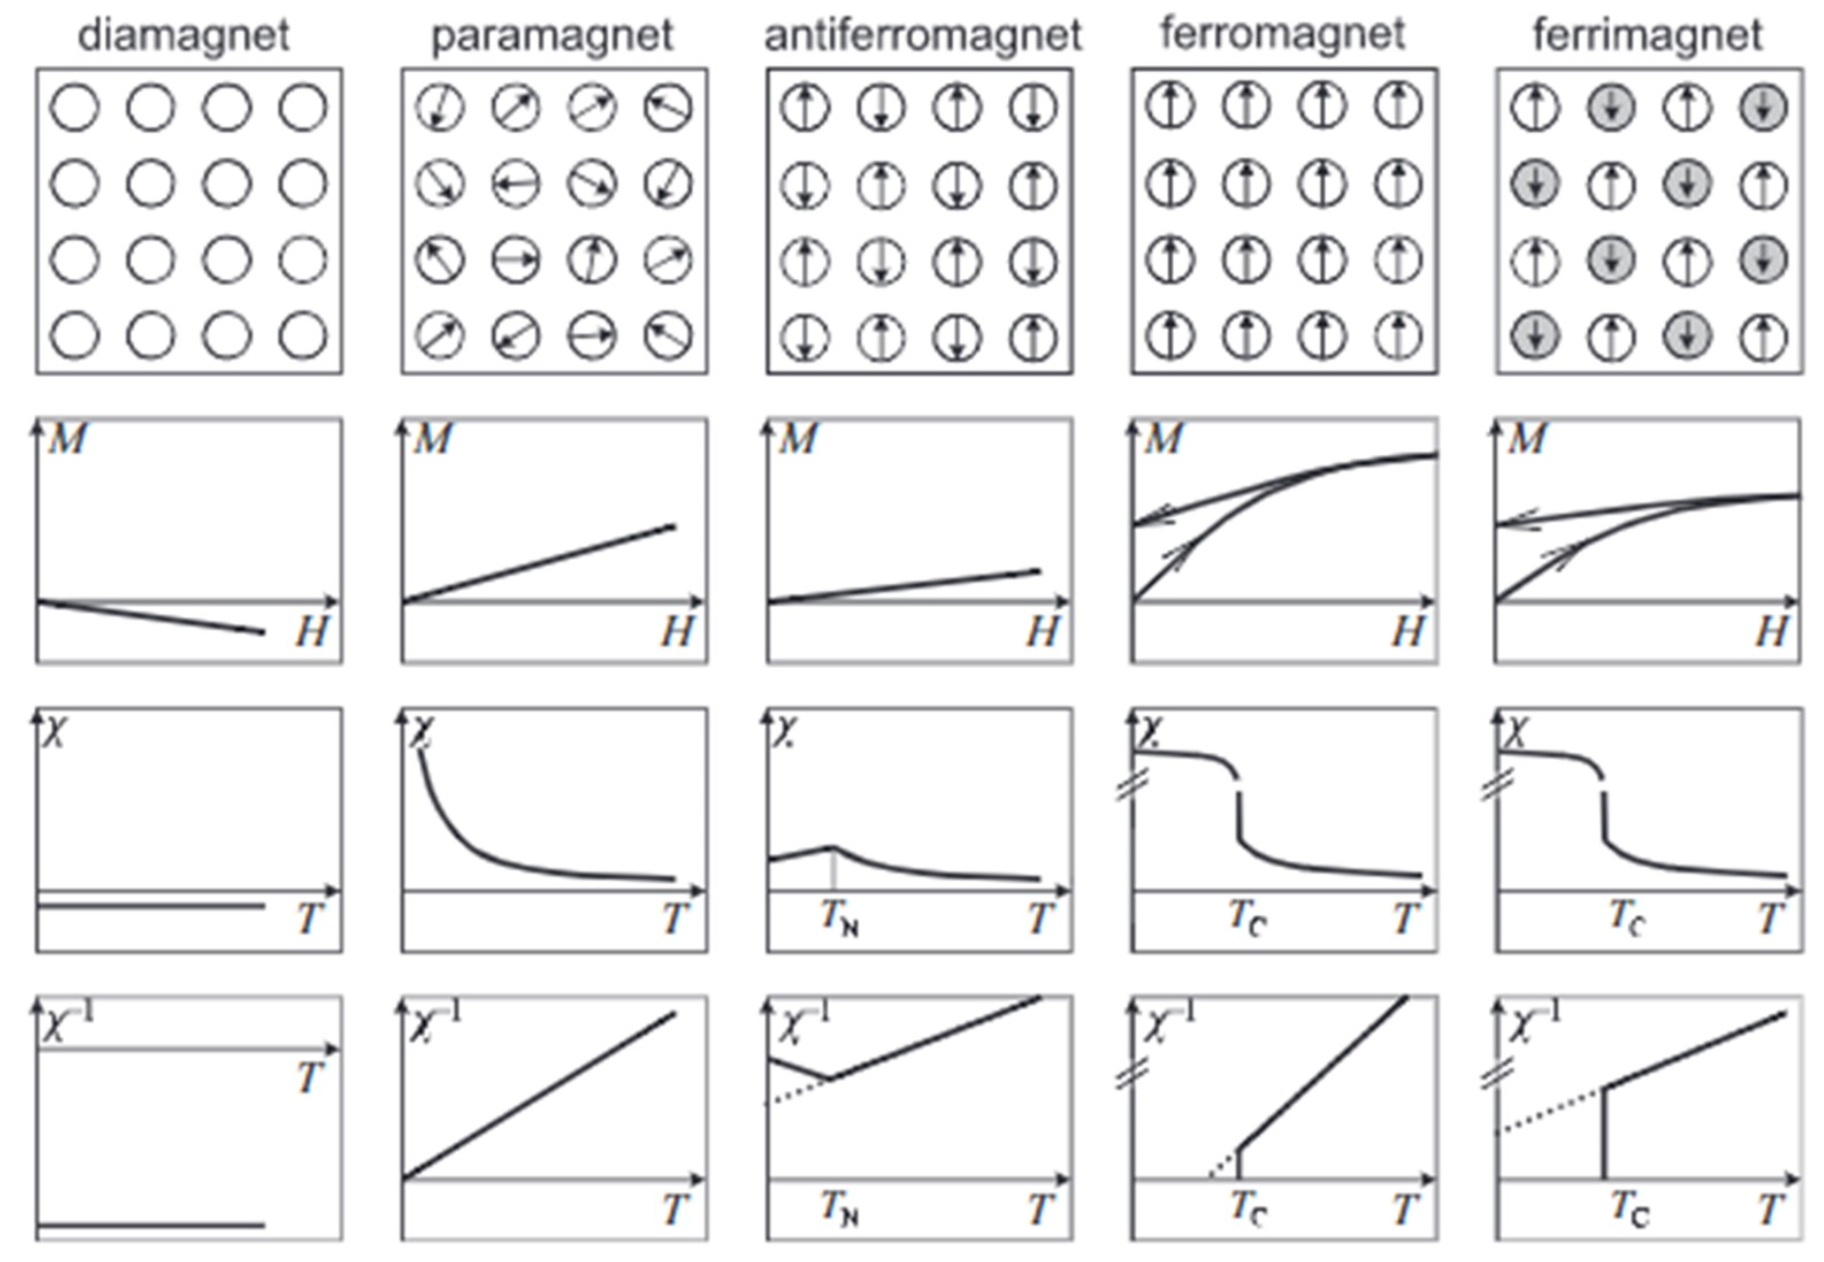 diamagnet paramagnet antiferromagnet ferromagnet ferrimagnet
M M M M M
H H H H H
χ χ χ χ χ
T T T_N T T_C T T_C T
χ⁻¹ χ⁻¹ χ⁻¹ χ⁻¹ χ⁻¹
T
T T_N T T_C T T_C T